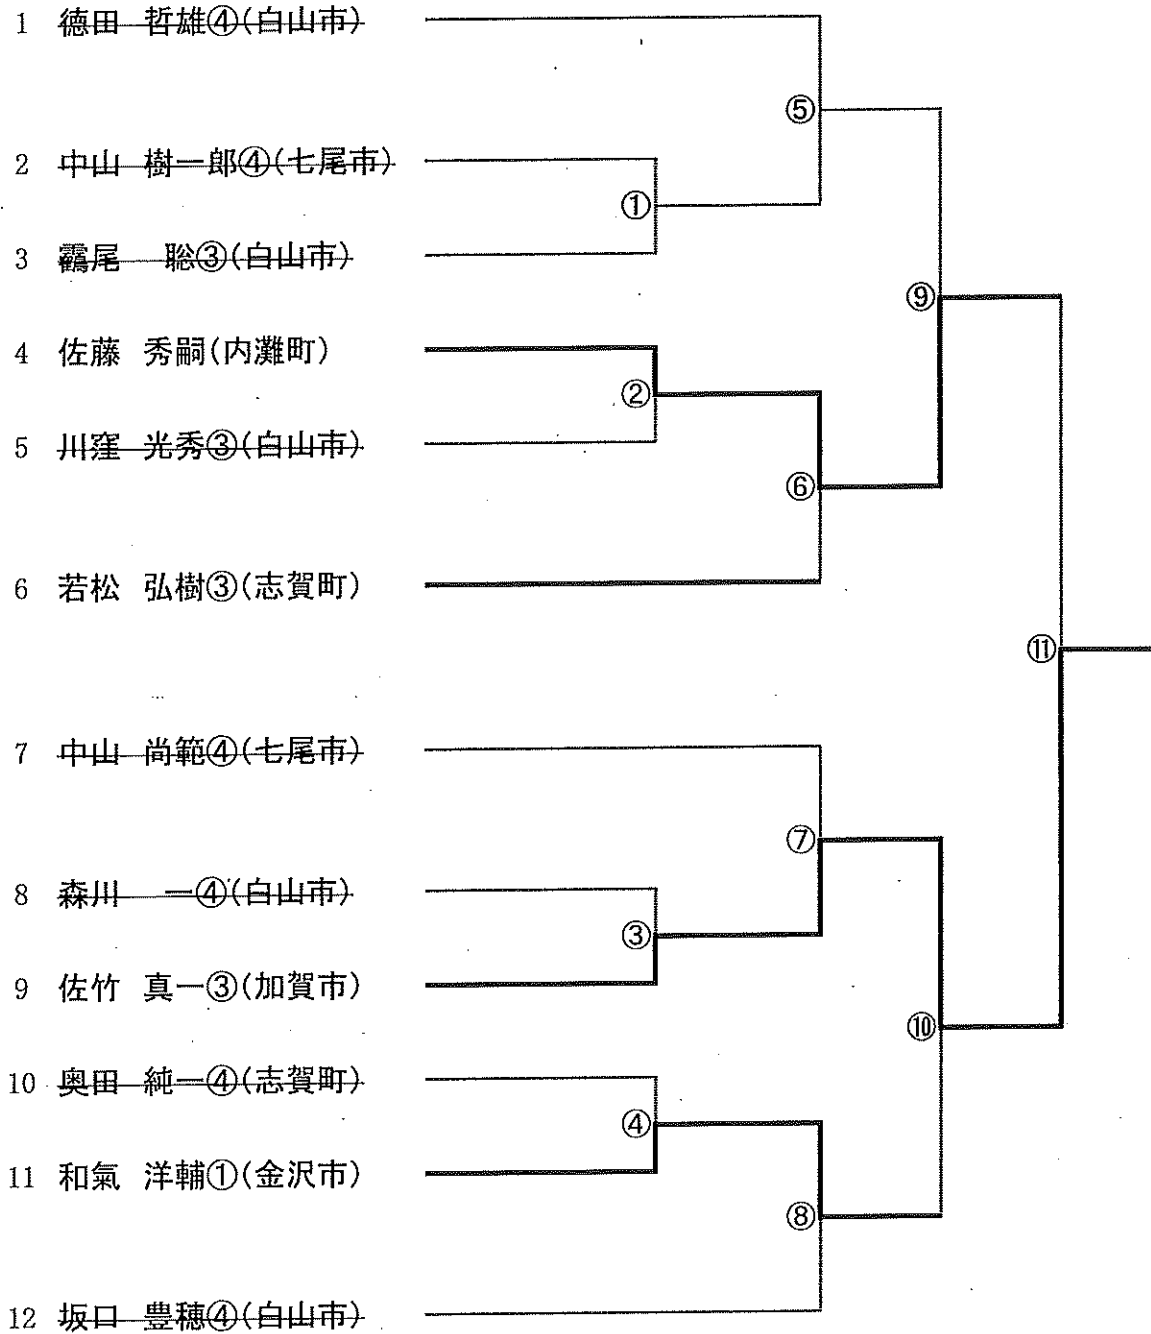 1 徳田 哲雄④(白山市)
⑤
2 中山 樹一郎④(七尾市)
①
3 靏尾 聡③(白山市)
⑨
4 佐藤 秀嗣(内灘町)
②
5 川窪 光秀③(白山市)
⑥
6 若松 弘樹③(志賀町)
⑪
7 中山 尚範④(七尾市)
⑦
8 森川 一④(白山市)
③
9 佐竹 真一③(加賀市)
⑩
10 奥田 純一④(志賀町)
④
11 和氣 洋輔①(金沢市)
⑧
12 坂口 豊穂④(白山市)